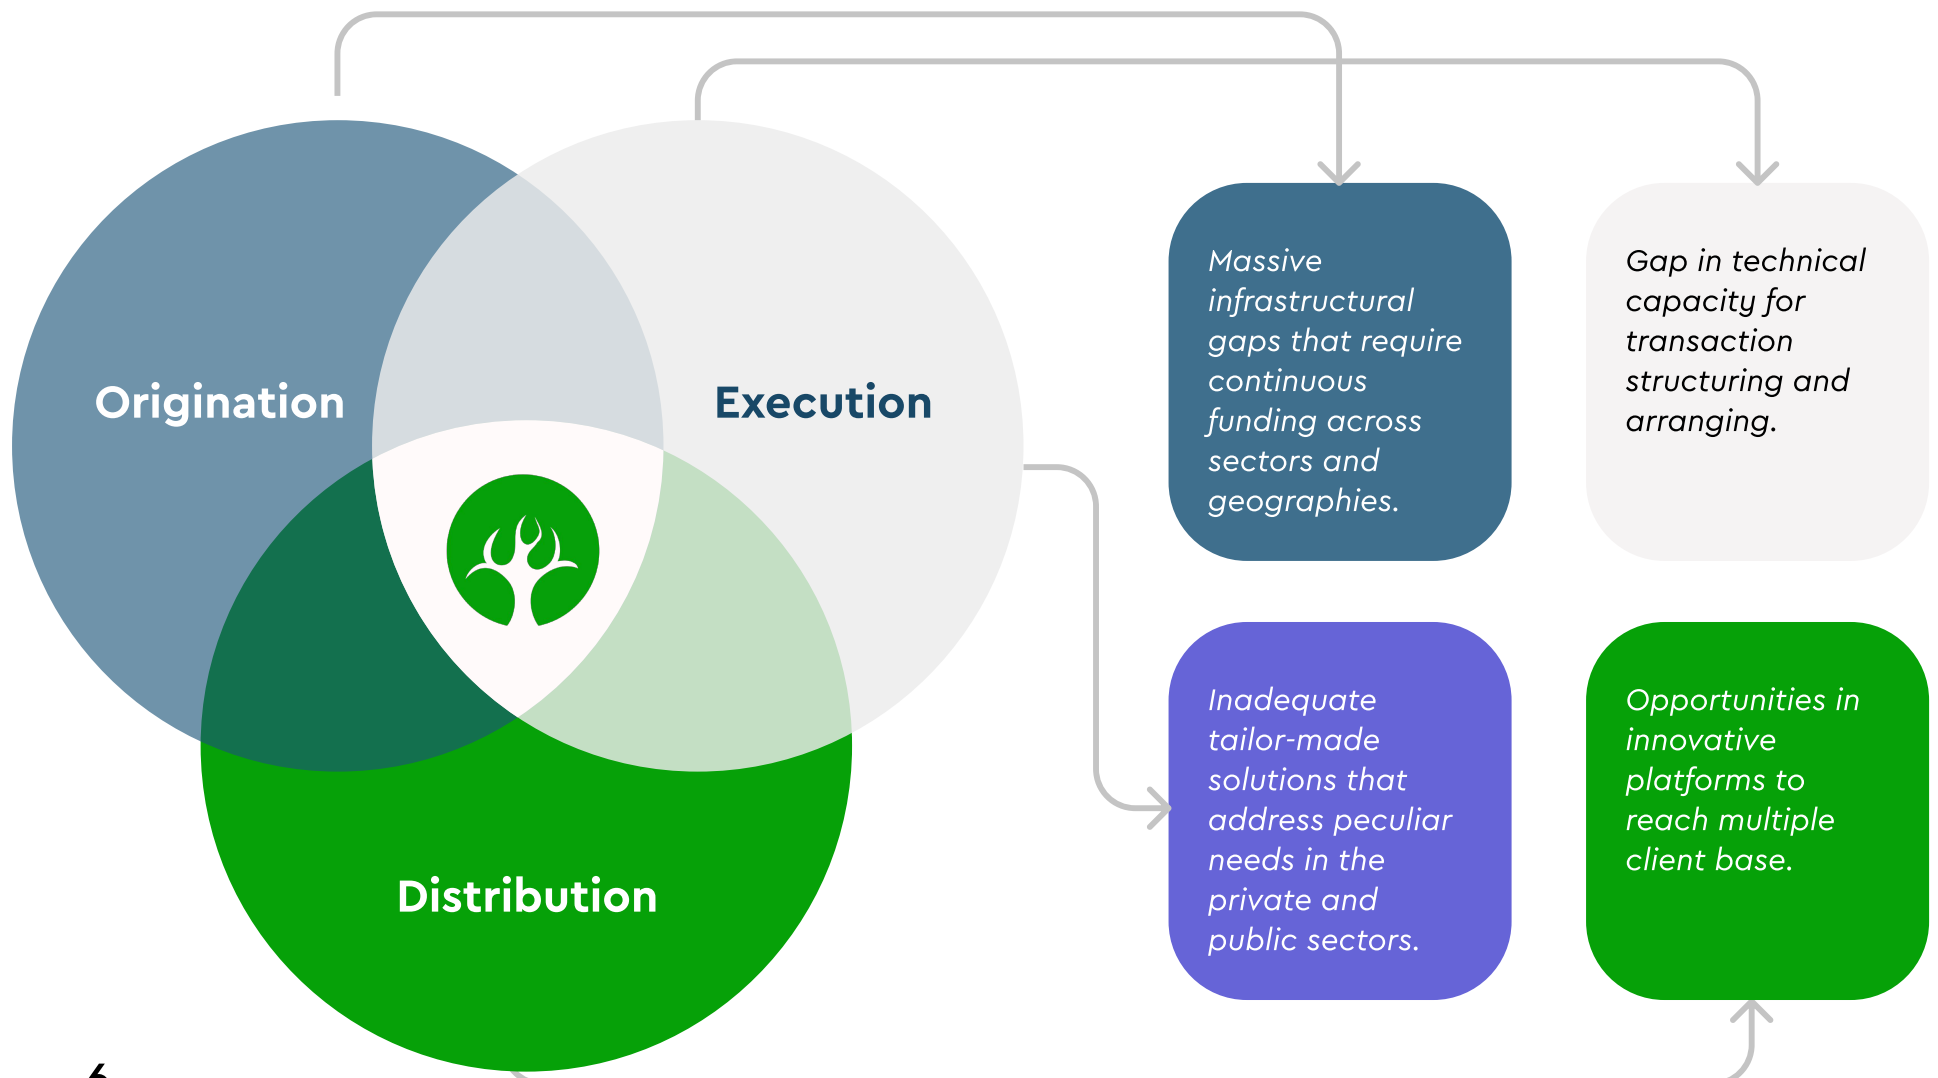 Origination
Execution
Distribution
Massive
infrastructural
gaps that require
continuous
funding across
sectors and
geographies.
Gap in technical
capacity for
transaction
structuring and
arranging.
Inadequate
tailor-made
solutions that
address peculiar
needs in the
private and
public sectors.
Opportunities in
innovative
platforms to
reach multiple
client base.